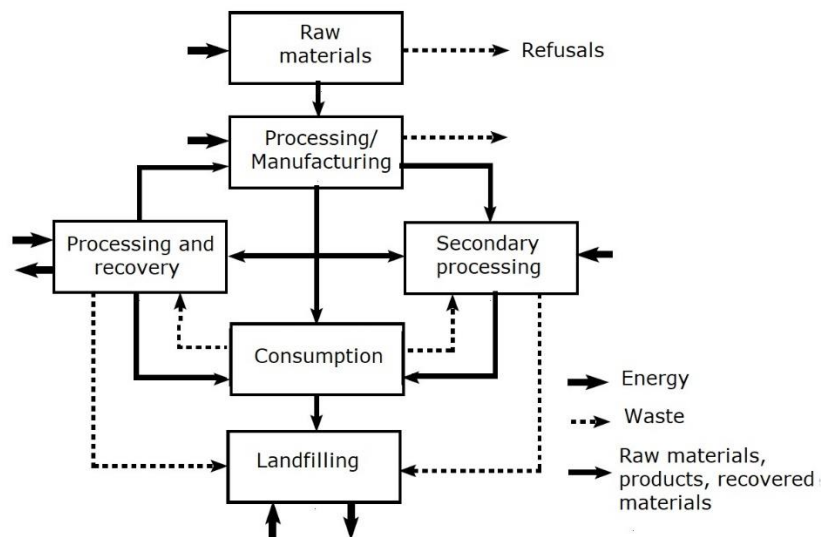 Raw
materials
Refusals
Processing/
Manufacturing
Processing and
recovery
Secondary
processing
Consumption
Landfilling
Energy
Waste
Raw materials,
products, recovered
materials